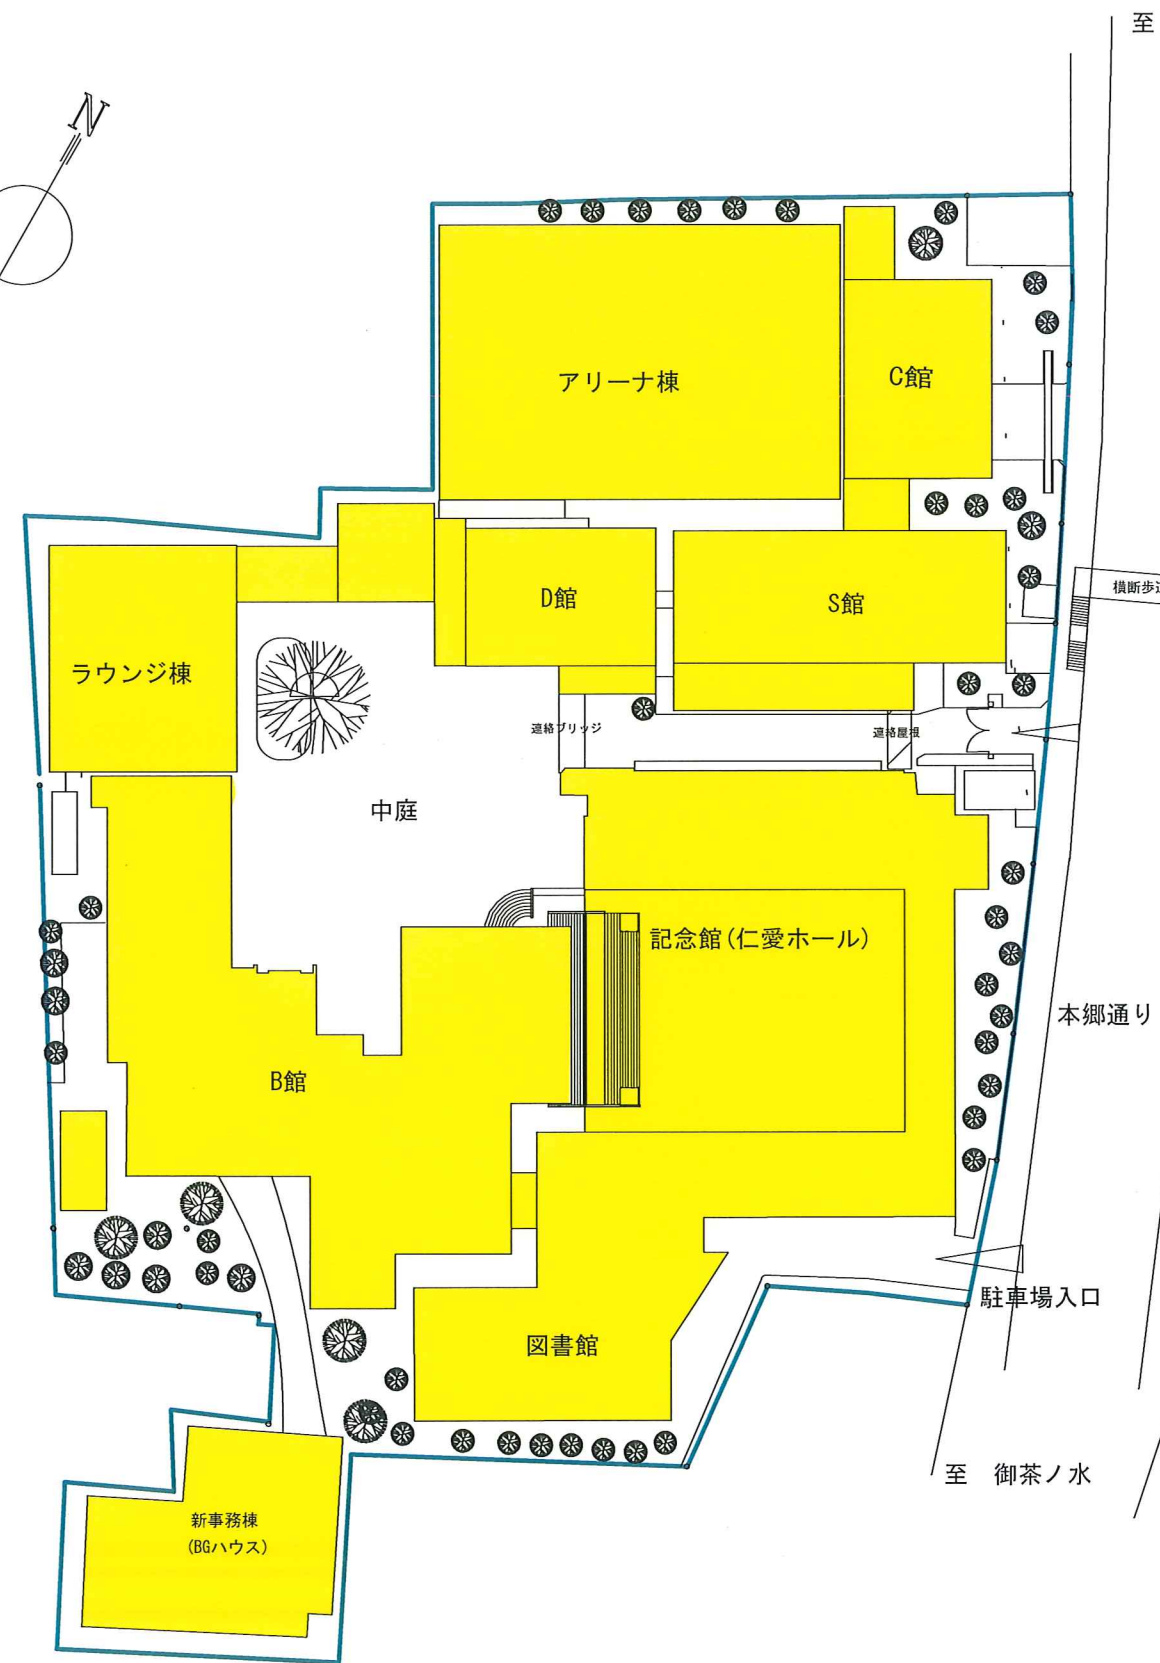 至
N
アリーナ棟
C館
D館
S館
横断歩道
ラウンジ棟
連絡ブリッジ
連絡屋根
中庭
記念館(仁愛ホール)
本郷通り
B館
駐車場入口
図書館
至　御茶ノ水
新事務棟
(BGハウス)